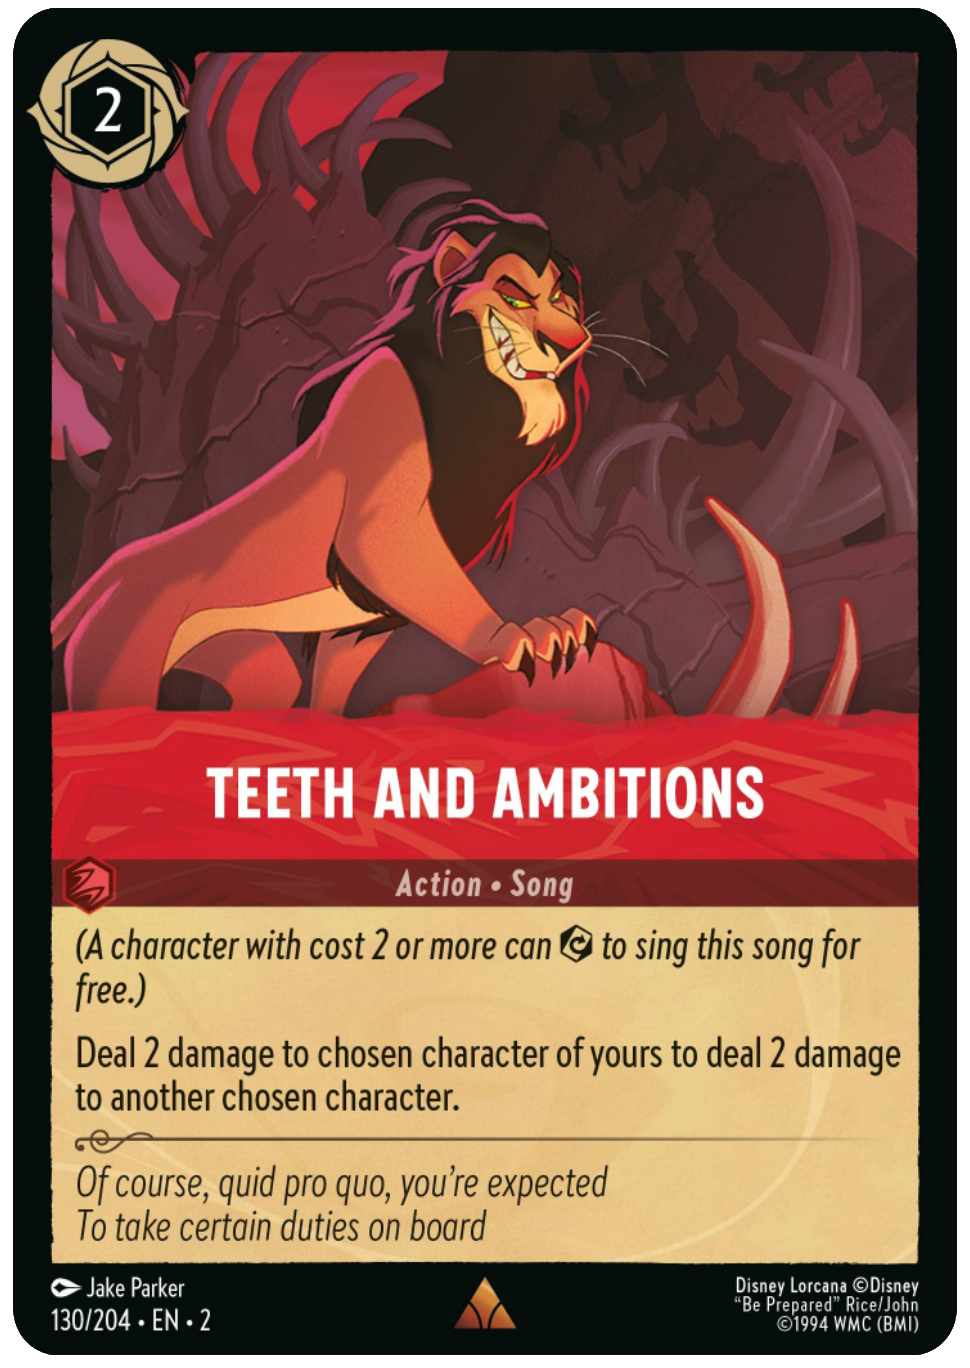 2
TEETH AND AMBITIONS
Action • Song
(A character with cost 2 or more can to sing this song for
free.)
Deal 2 damage to chosen character of yours to deal 2 damage
to another chosen character.
Of course, quid pro quo, you're expected
To take certain duties on board
Jake Parker
130/204 • EN • 2
Disney Lorcana ©Disney
"Be Prepared" Rice/John
©1994 WMC (BMI)